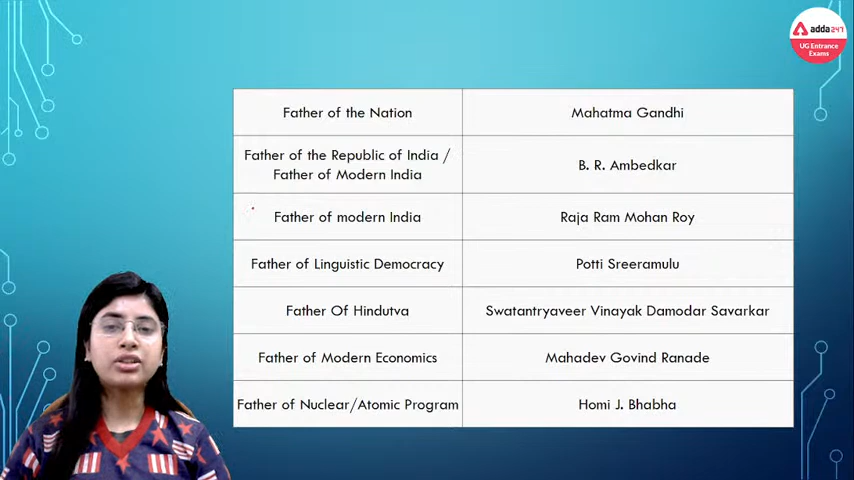 adda247
UG Entrance
Exams
Father of the Nation
Mahatma Gandhi
Father of the Republic of India /
Father of Modern India
B. R. Ambedkar
Father of modern India
Raja Ram Mohan Roy
Father of Linguistic Democracy
Potti Sreeramulu
Father Of Hindutva
Swatantryaveer Vinayak Damodar Savarkar
Father of Modern Economics
Mahadev Govind Ranade
Father of Nuclear/Atomic Program
Homi J. Bhabha